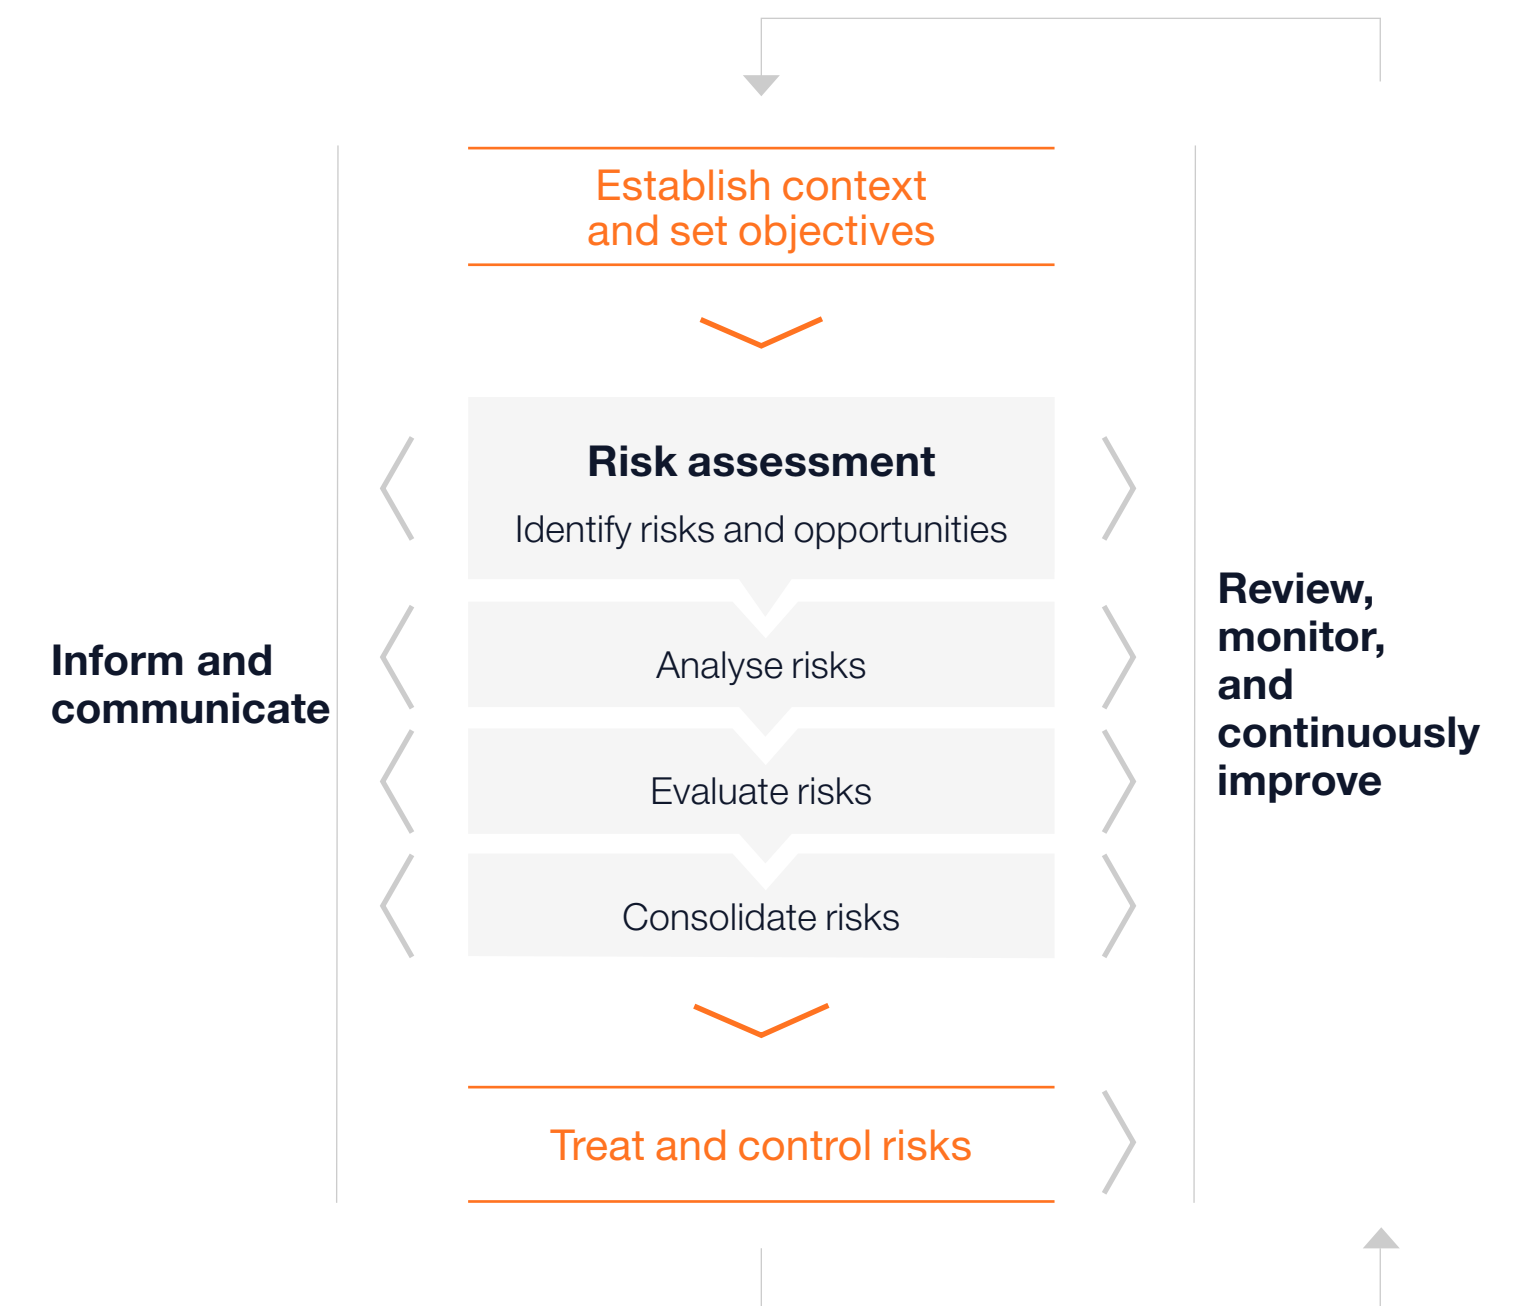 Establish context
and set objectives
Risk assessment
Identify risks and opportunities
Analyse risks
Evaluate risks
Consolidate risks
Treat and control risks
Inform and
communicate
Review,
monitor,
and
continuously
improve